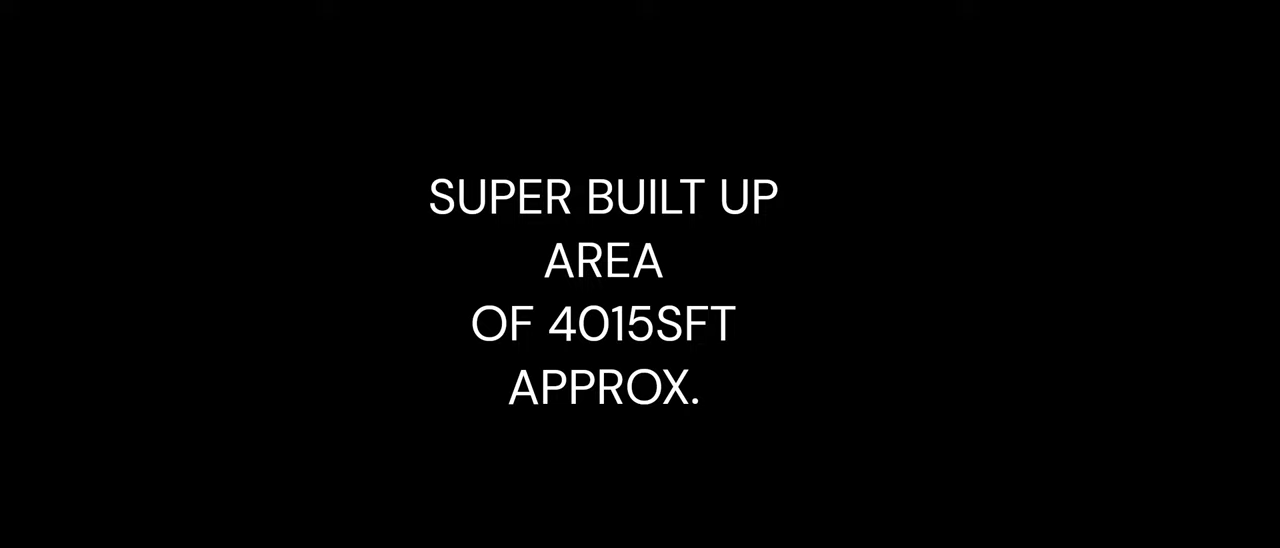 SUPER BUILT UP
AREA
OF 4015SFT
APPROX.